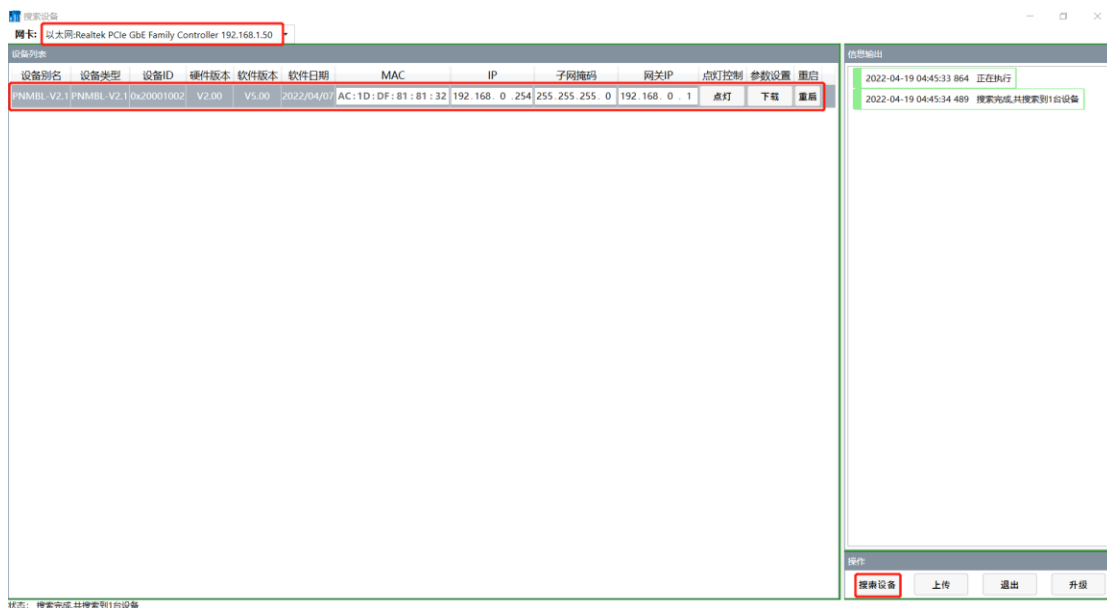 搜索设备
网卡: 以太网:Realtek PCIe GbE Family Controller 192.168.1.50
设备列表
设备别名 设备类型 设备ID 硬件版本 软件版本 软件日期 MAC IP 子网掩码 网关IP 点灯控制 参数设置 重启
PNMBL-V2.1 PNMBL-V2.1 0x20001002 V2.00 V5.00 2022/04/07 AC:1D:DF:81:81:32 192.168. 0 .254 255.255.255. 0 192.168. 0 . 1 点灯 下载 重启
信息输出
2022-04-19 04:45:33 864 正在执行
2022-04-19 04:45:34 489 搜索完成,共搜索到1台设备
操作
搜索设备 上传 退出 升级
状态: 搜索完成,共搜索到1台设备